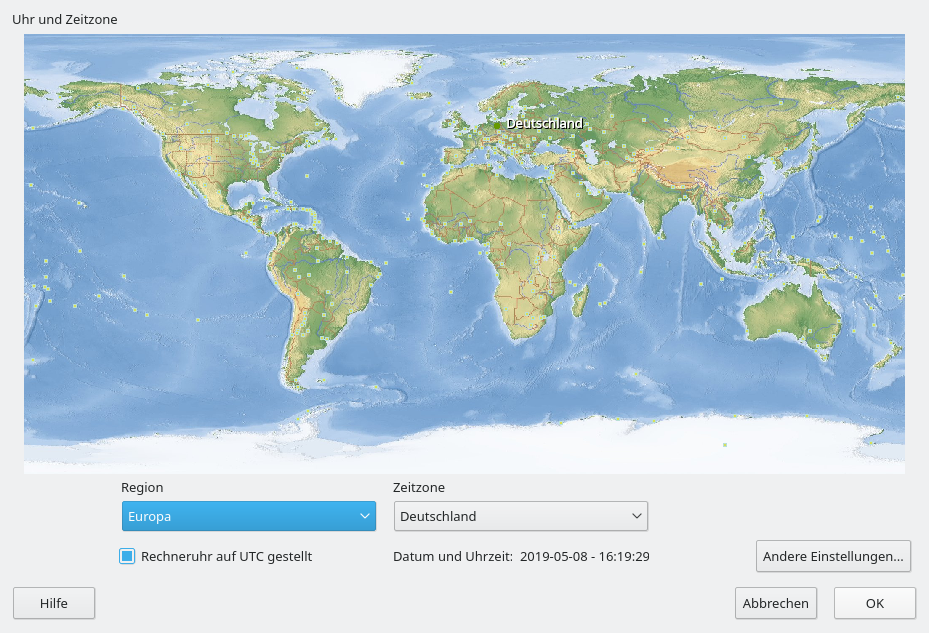 Uhr und Zeitzone
Deutschland
Region
Zeitzone
Europa
Deutschland
Rechneruhr auf UTC gestellt
Datum und Uhrzeit: 2019-05-08 - 16:19:29
Andere Einstellungen...
Hilfe
Abbrechen
OK